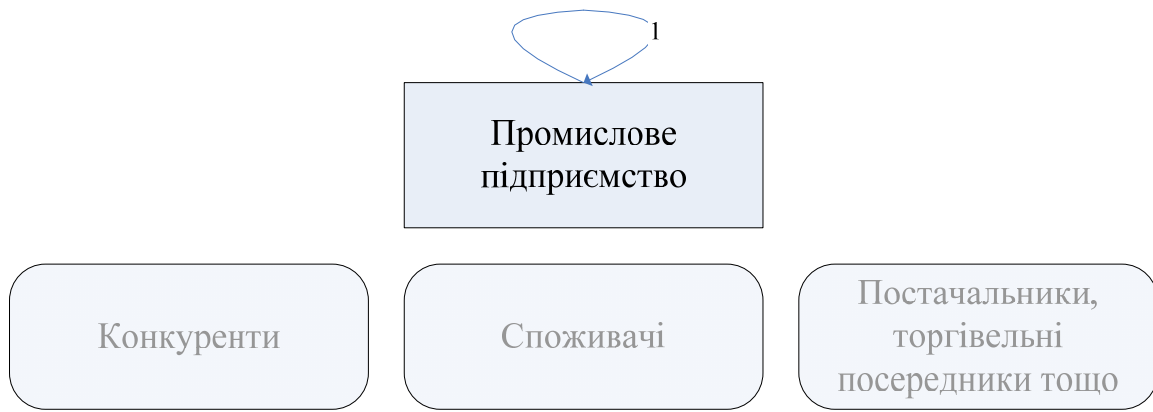 1
Промислове
підприємство
Конкуренти
Споживачі
Постачальники,
торгівельні
посередники тощо